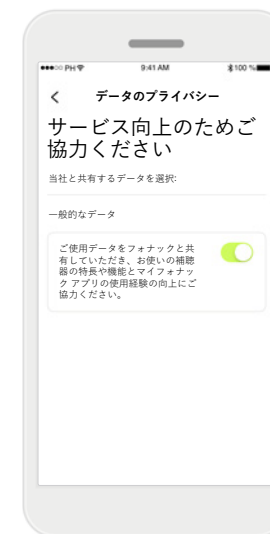 ●●●○○ PH 9:41 AM 100 %
データのプライバシー
サービス向上のためご
協力ください
当社と共有するデータを選択:
一般的なデータ
ご使用データをフォナックと共
有していただき、お使いの補聴
器の特長や機能とマイフォナッ
ク アプリの使用経験の向上にご
協力ください。